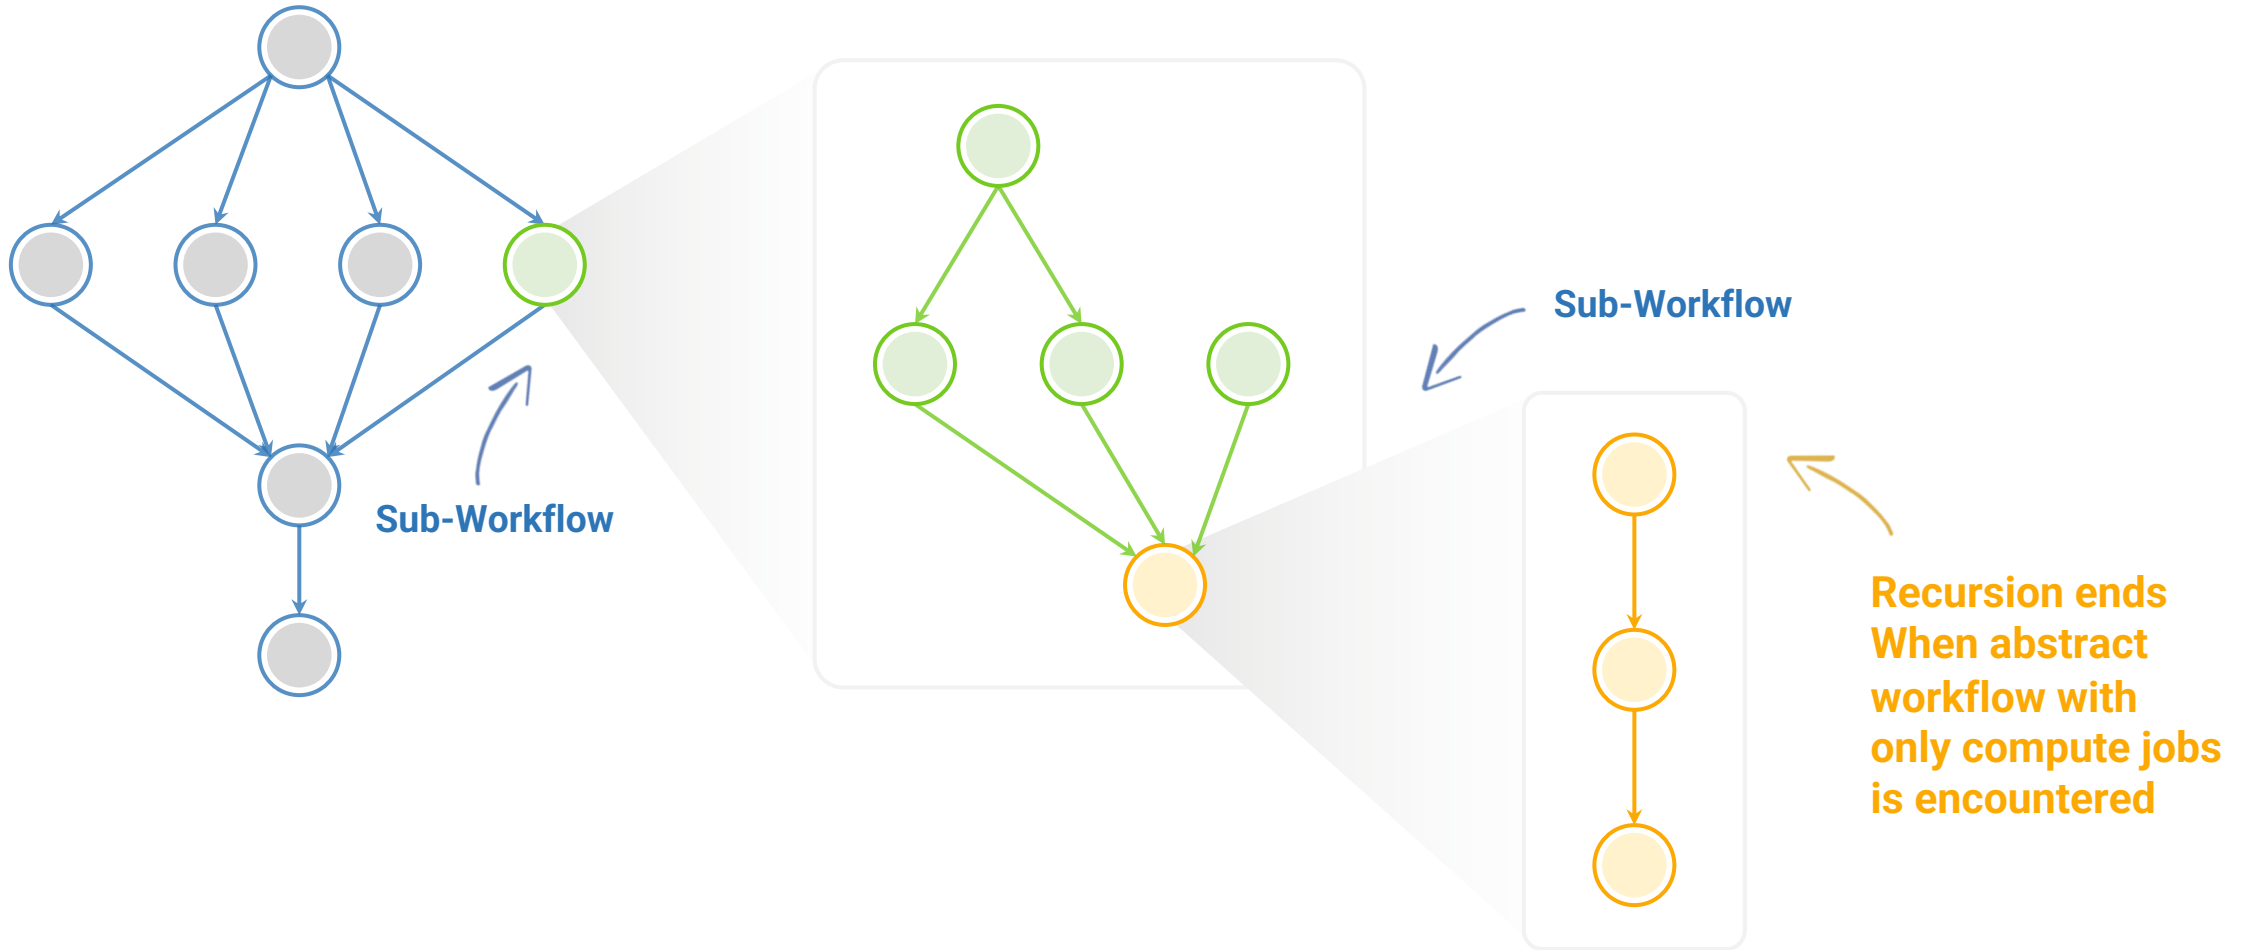 Sub-Workflow
Sub-Workflow
Recursion ends
When abstract
workflow with
only compute jobs
is encountered